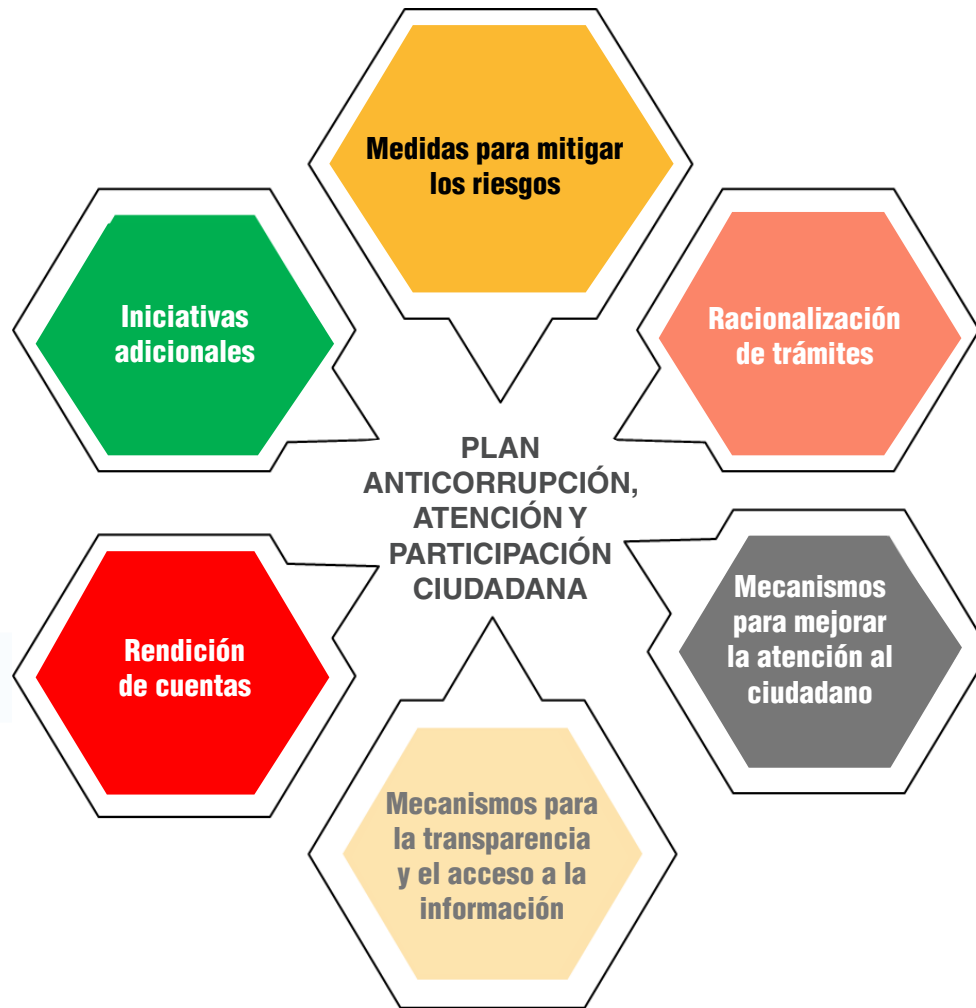 Medidas para mitigar
los riesgos
Iniciativas
adicionales
Racionalización
de trámites
PLAN
ANTICORRUPCIÓN,
ATENCIÓN Y
PARTICIPACIÓN
CIUDADANA
Rendición
de cuentas
Mecanismos
para mejorar
la atención al
ciudadano
Mecanismos para
la transparencia
y el acceso a la
información